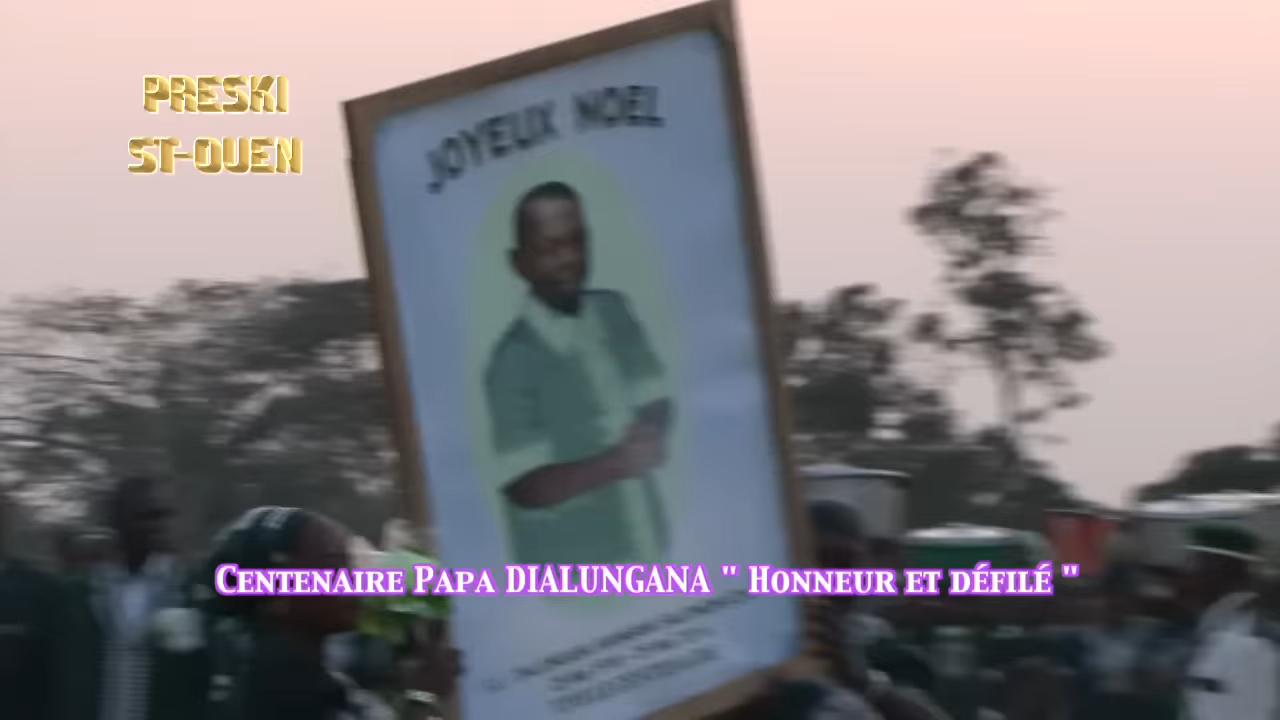 PRESKI
ST-OUEN
JOYEUX NOEL
CENTENAIRE PAPA DIALUNGANA " HONNEUR ET DÉFILÉ "